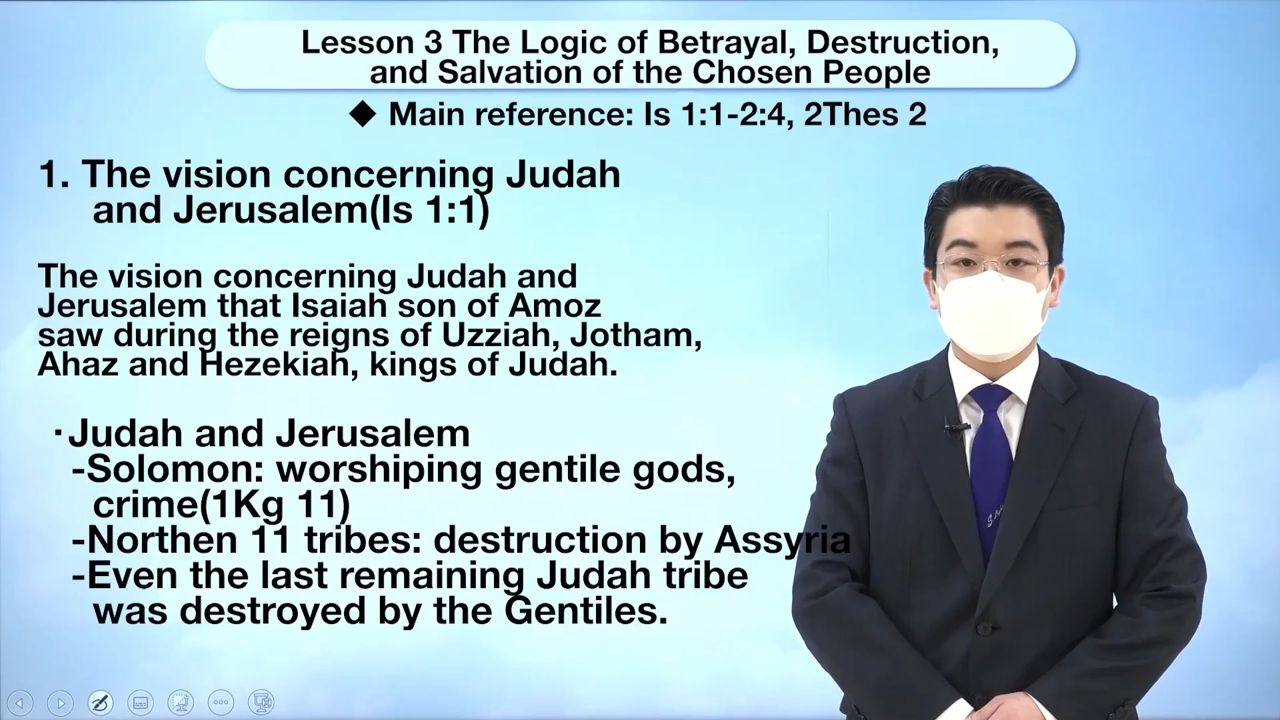 Lesson 3 The Logic of Betrayal, Destruction,
and Salvation of the Chosen People
◆ Main reference: Is 1:1-2:4, 2Thes 2
1. The vision concerning Judah
and Jerusalem(Is 1:1)
The vision concerning Judah and
Jerusalem that Isaiah son of Amoz
saw during the reigns of Uzziah, Jotham,
Ahaz and Hezekiah, kings of Judah.
·Judah and Jerusalem
-Solomon: worshiping gentile gods,
crime(1Kg 11)
-Northen 11 tribes: destruction by Assyria
-Even the last remaining Judah tribe
was destroyed by the Gentiles.